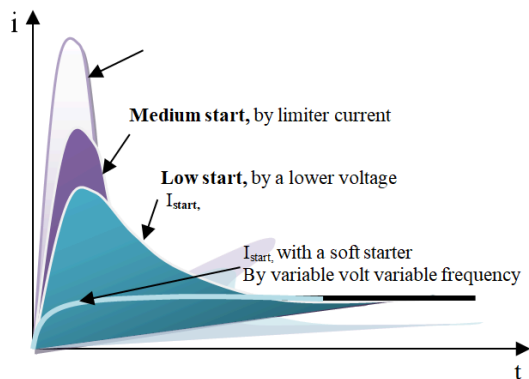 i
Medium start, by limiter current
Low start, by a lower voltage
Istart,
Istart, with a soft starter
By variable volt variable frequency
t